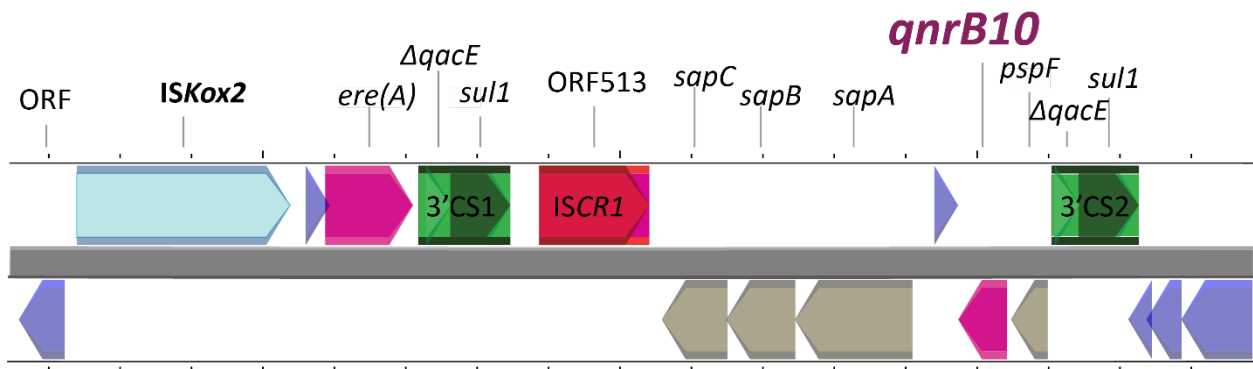 qnrB10
ΔqacE
pspF
ORF
ISKox2
ere(A)
sul1
ORF513
sapC
sapB
sapA
ΔqacE
sul1
3'CS1
ISCR1
3'CS2